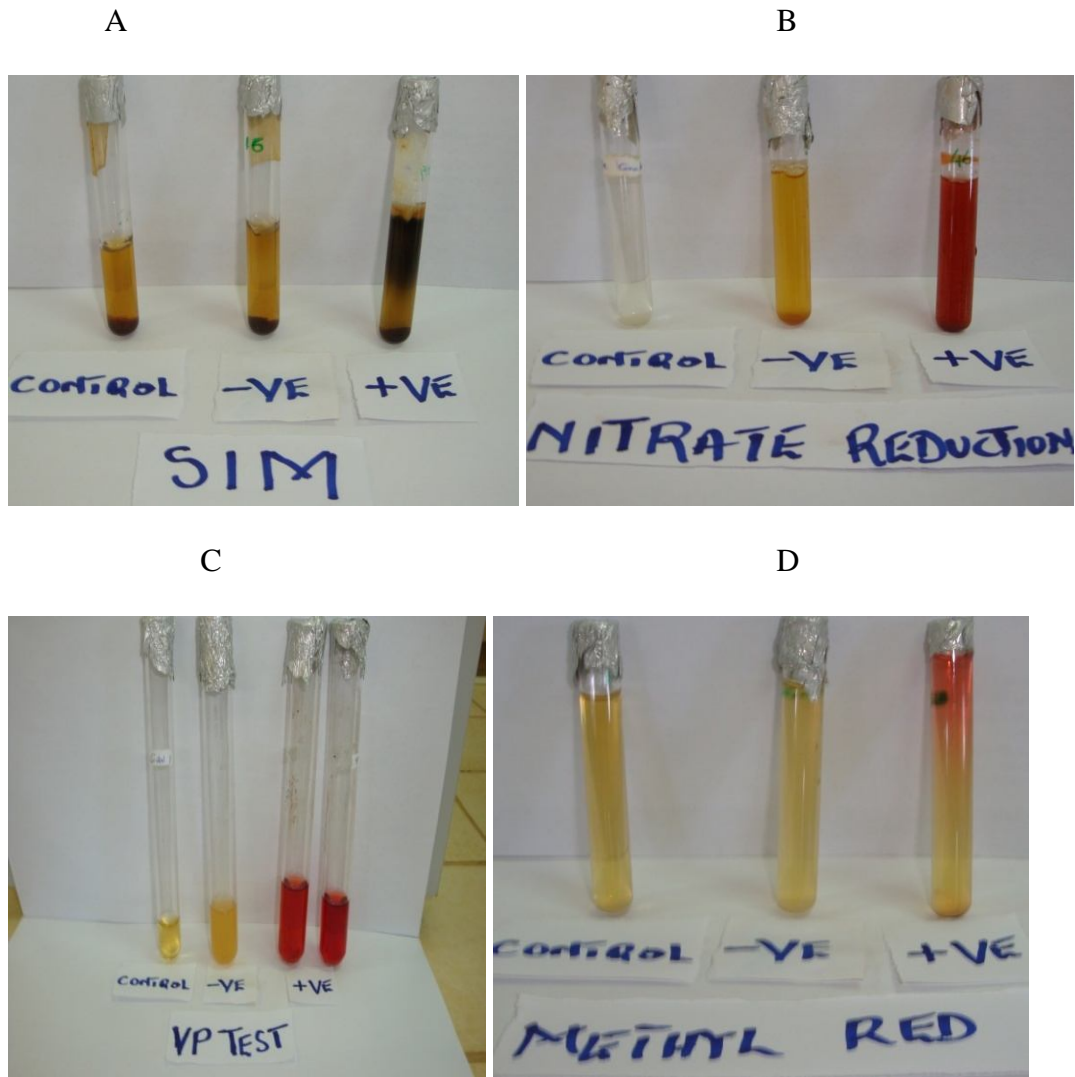 A
B
CONTROL
-VE
+VE
SIM
CONTROL
-VE
+VE
NITRATE REDUCTION
C
D
CONTROL
-VE
+VE
VP TEST
CONTROL
-VE
+VE
METHYL RED